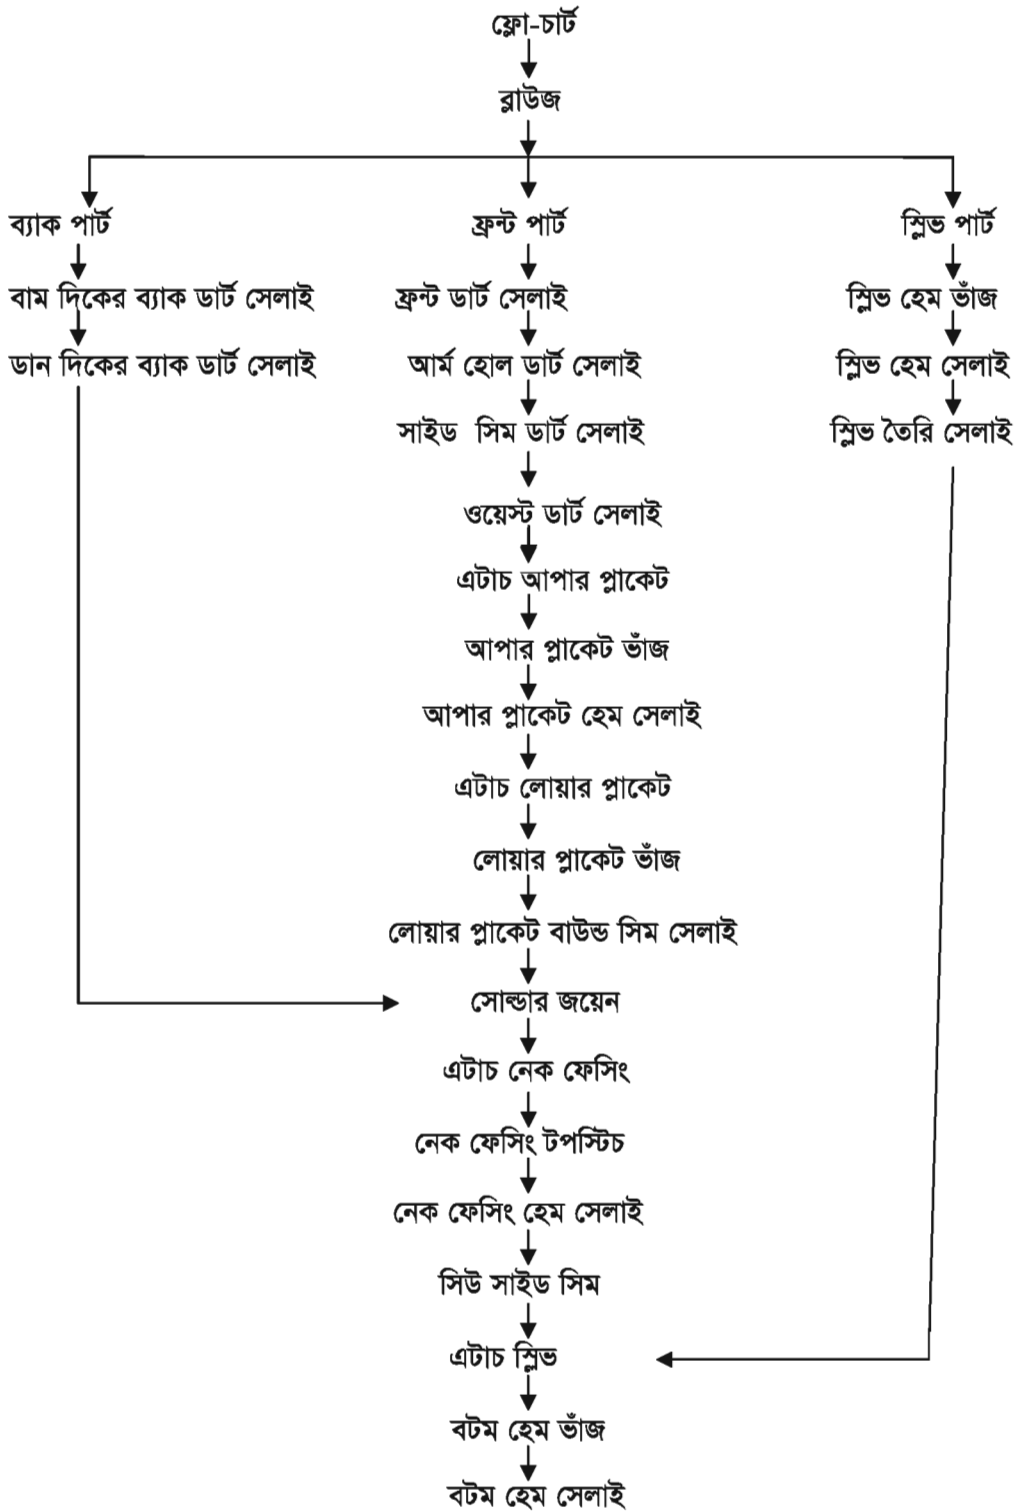 ফ্লো-চার্ট
ব্লাউজ
ব্যাক পার্ট ফ্রন্ট পার্ট স্লিভ পার্ট
বাম দিকের ব্যাক ডার্ট সেলাই ফ্রন্ট ডার্ট সেলাই স্লিভ হেম ভাঁজ
ডান দিকের ব্যাক ডার্ট সেলাই আর্ম হোল ডার্ট সেলাই স্লিভ হেম সেলাই
সাইড সিম ডার্ট সেলাই স্লিভ তৈরি সেলাই
ওয়েস্ট ডার্ট সেলাই
এটাচ আপার প্লাকেট
আপার প্লাকেট ভাঁজ
আপার প্লাকেট হেম সেলাই
এটাচ লোয়ার প্লাকেট
লোয়ার প্লাকেট ভাঁজ
লোয়ার প্লাকেট বাউন্ড সিম সেলাই
সোল্ডার জয়েন
এটাচ নেক ফেসিং
নেক ফেসিং টপস্টিচ
নেক ফেসিং হেম সেলাই
সিউ সাইড সিম
এটাচ স্লিভ
বটম হেম ভাঁজ
বটম হেম সেলাই